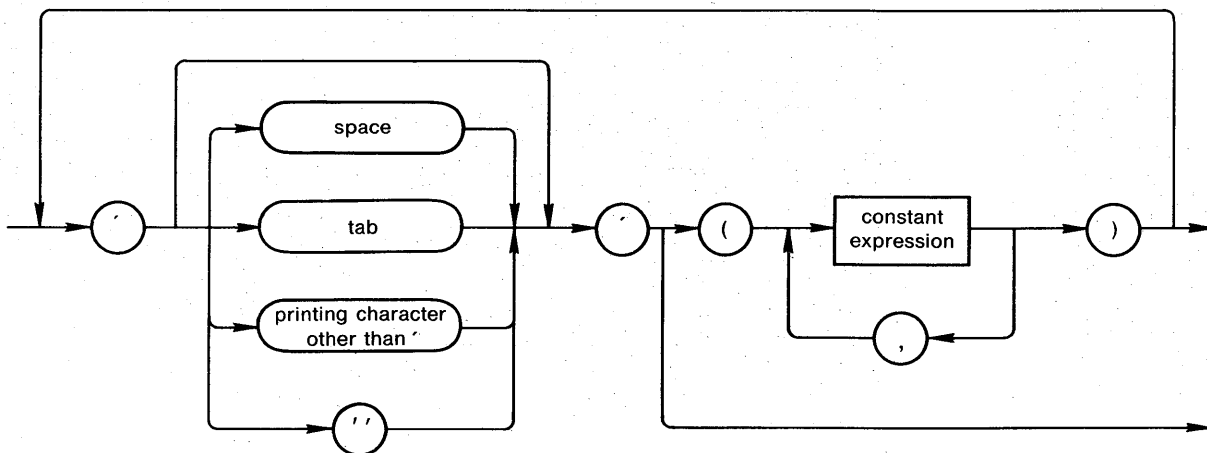 space
´
tab
´
(
constant
expression
)
printing character
other than ´
,
''